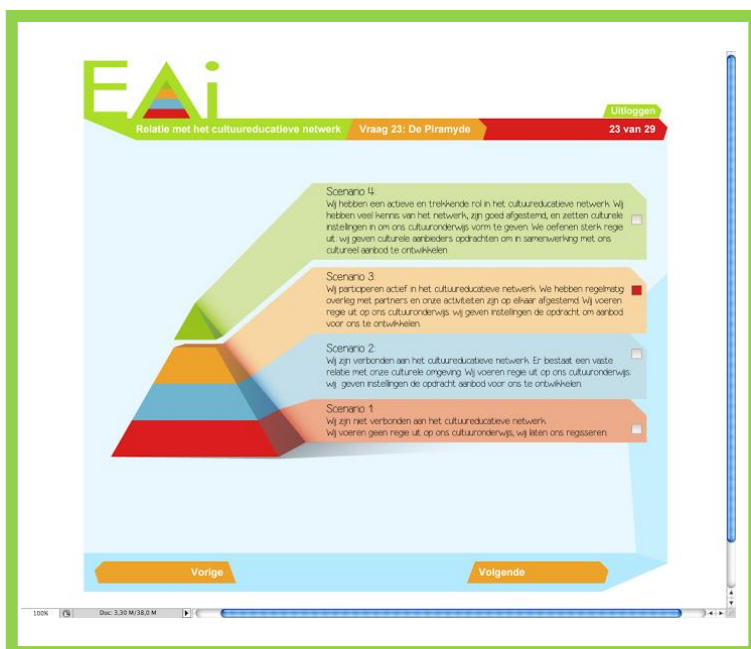 EAi
Uitloggen
Relatie met het cultuureducatieve netwerk
Vraag 23: De Piramyde
23 van 29
Scenario 4:
Wij hebben een actieve en trekkende rol in het cultuureducatieve netwerk. Wij
hebben veel kennis van het netwerk, zijn goed afgestemd, en zetten culturele
instellingen in om ons cultuuronderwijs vorm te geven. We oefenen sterk regie
uit: wij geven culturele aanbieders opdrachten om in samenwerking met ons
cultureel aanbod te ontwikkelen.
Scenario 3:
Wij participeren actief in het cultuureducatieve netwerk. We hebben regelmatig
overleg met partners en onze activiteiten zijn op elkaar afgestemd. Wij voeren
regie uit op ons cultuuronderwijs: wij geven instellingen de opdracht om aanbod
voor ons te ontwikkelen.
Scenario 2:
Wij zijn verbonden aan het cultuureducatieve netwerk. Er bestaat een vaste
relatie met onze culturele omgeving. Wij voeren regie uit op ons cultuuronderwijs:
wij geven instellingen de opdracht aanbod voor ons te ontwikkelen.
Scenario 1:
Wij zijn niet verbonden aan het cultuureducatieve netwerk.
Wij voeren geen regie uit op ons cultuuronderwijs, wij laten ons regisseren.
Vorige
Volgende
100%
Doc: 3,30 M/38,0 M